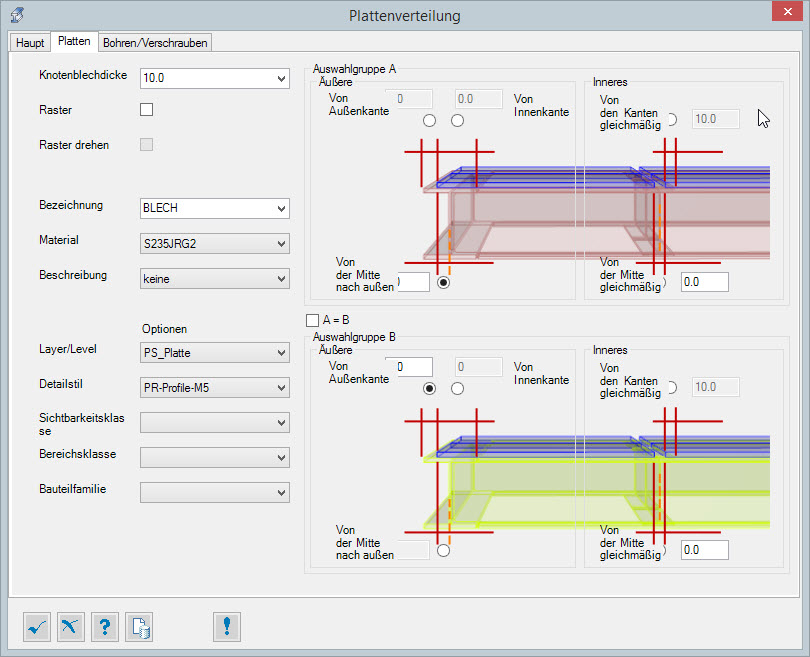 Plattenverteilung
Haupt Platten Bohren/Verschrauben
Knotenblechdicke 10.0
Raster
Raster drehen
Bezeichnung BLECH
Material S235JRG2
Beschreibung keine
Optionen
Layer/Level PS_Platte
Detailstil PR-Profile-M5
Sichtbarkeitsklas
se
Bereichsklasse
Bauteilfamilie
Auswahlgruppe A
Äußere
Von
Außenkante
0
0.0
Von
Innenkante
Von
der Mitte
nach außen
Inneres
Von
den Kanten
gleichmäßig
10.0
Von
der Mitte
gleichmäßig
0.0
A = B
Auswahlgruppe B
Äußere
Von
Außenkante
0
0
Von
Innenkante
Von
der Mitte
nach außen
Inneres
Von
den Kanten
gleichmäßig
10.0
Von
der Mitte
gleichmäßig
0.0